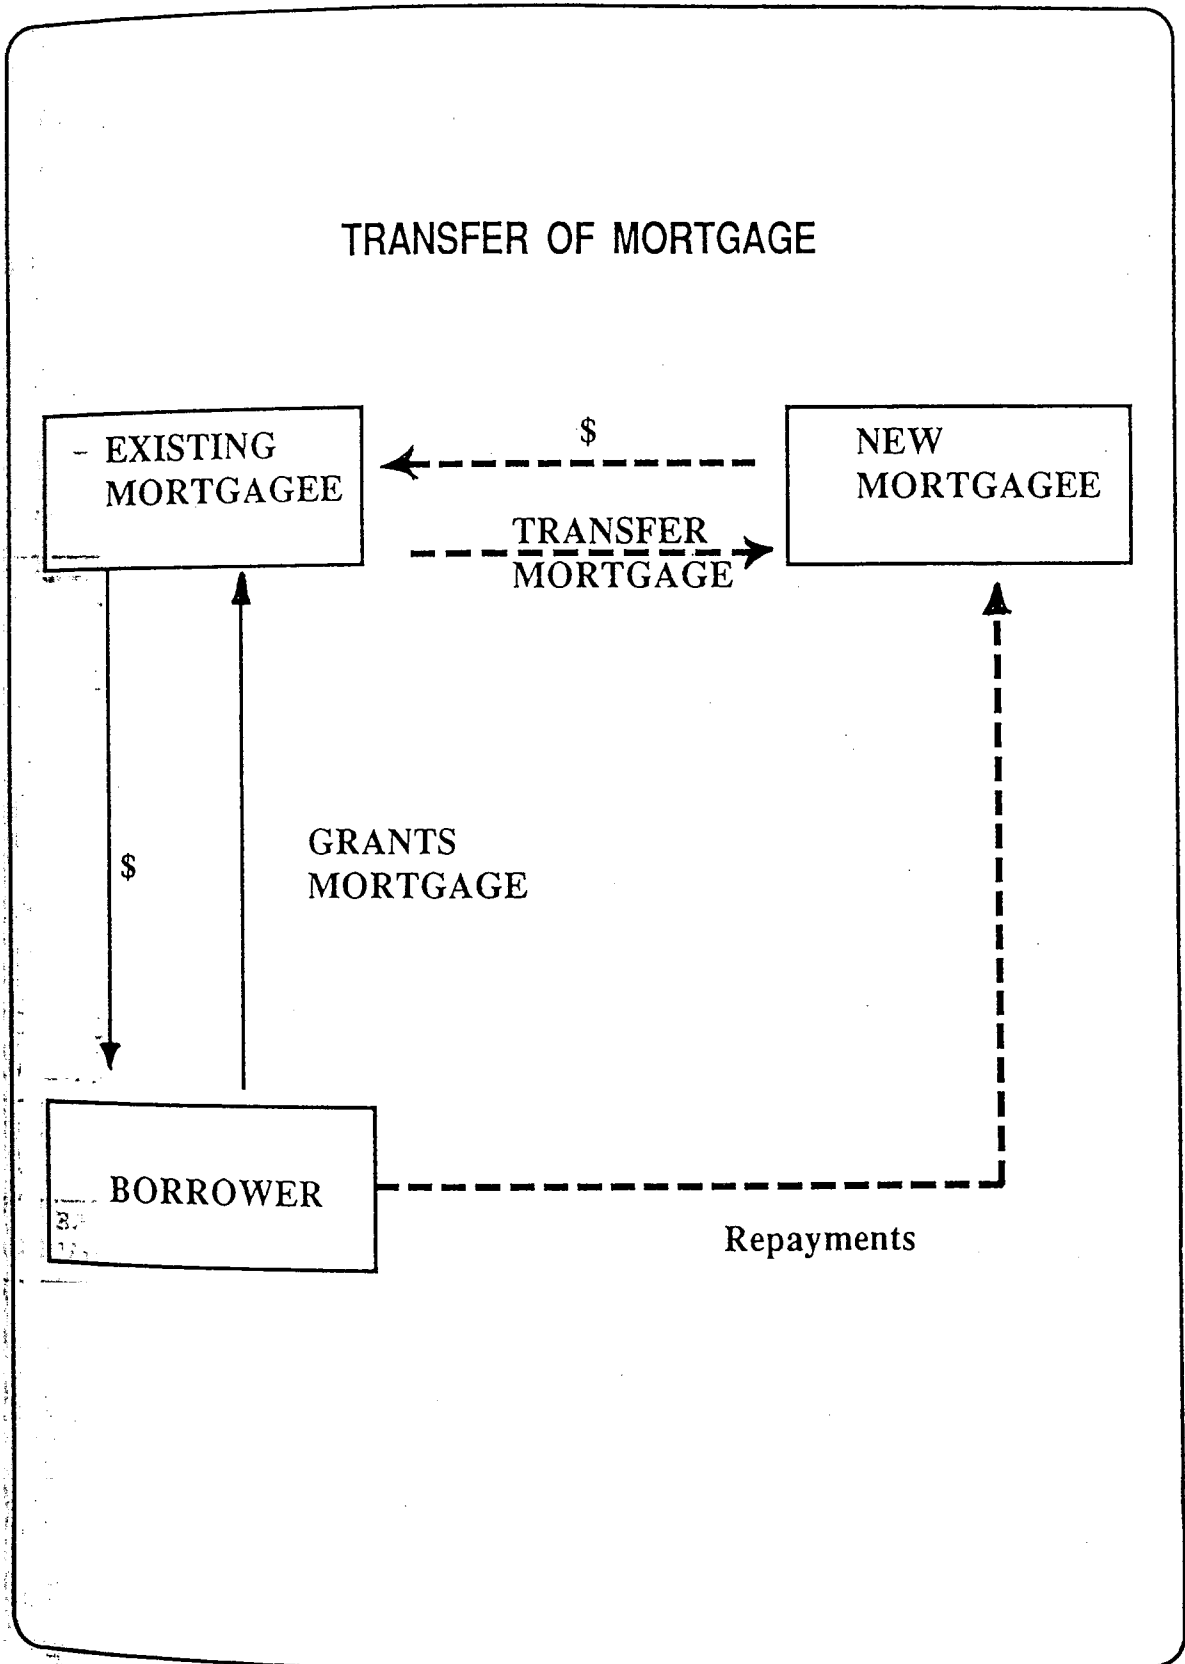 TRANSFER OF MORTGAGE
- EXISTING
MORTGAGEE
$
NEW
MORTGAGEE
TRANSFER
MORTGAGE
$
GRANTS
MORTGAGE
BORROWER
Repayments